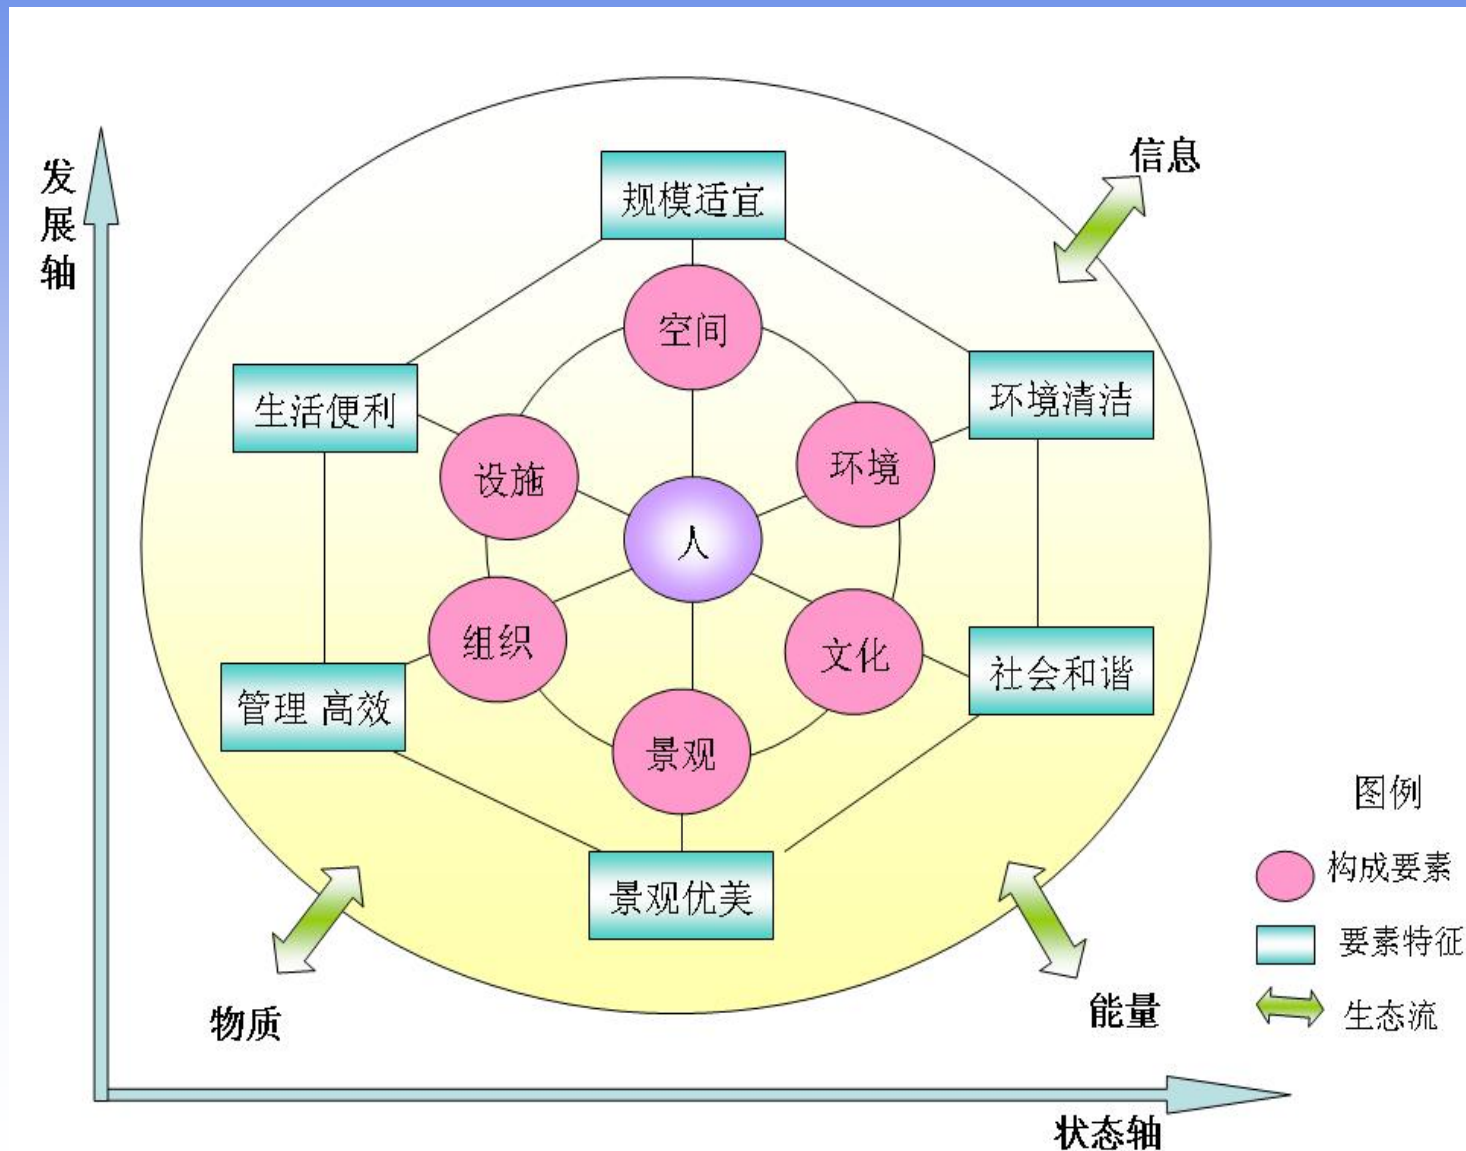 发展轴
信息
规模适宜
空间
生活便利
环境清洁
设施
环境
人
组织
文化
社会和谐
管理 高效
景观
景观优美
物质
能量
状态轴
图例
构成要素
要素特征
生态流